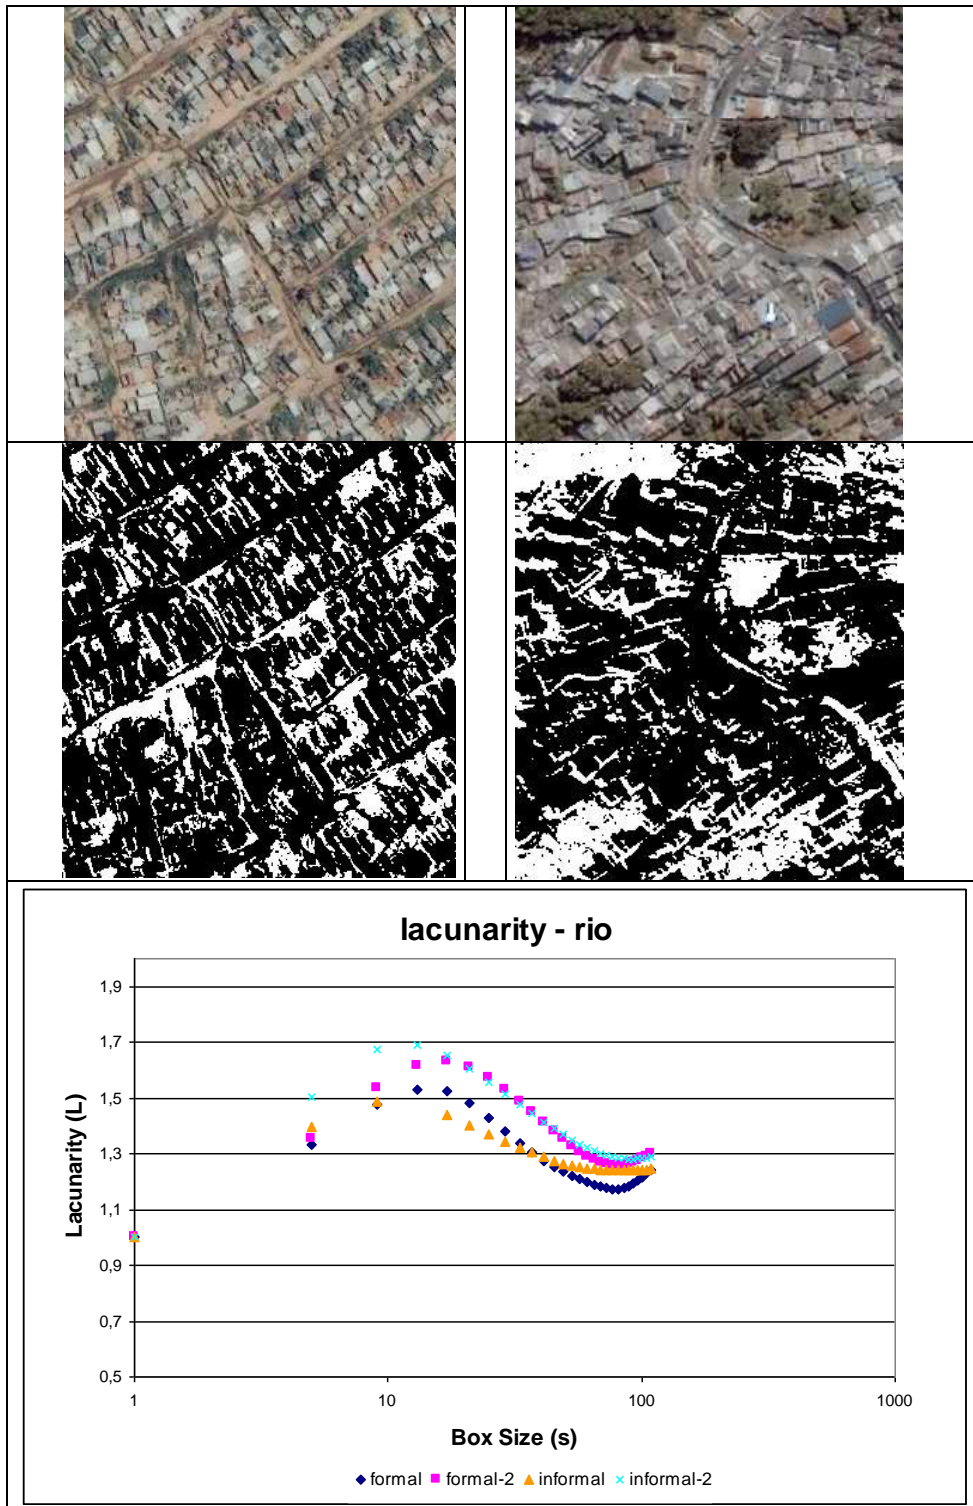 lacunarity - rio
1,9
1,7
1,5
1,3
1,1
0,9
0,7
0,5
Lacunarity (L)
1 10 100 1000
Box Size (s)
formal formal-2 informal informal-2